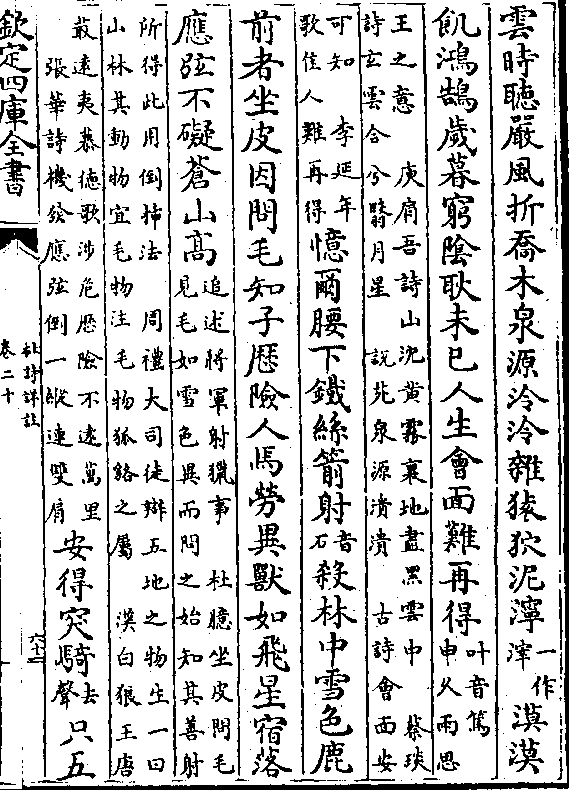 雲時聽嚴風折喬木泉源泠泠雜猿狖泥濘一作漠漠
濘
飢鴻鵠歲暮窮陰耿未已人生會面難再得叶音篤
申久雨思
王之意　庾肩吾詩山沈黃霧裏地盡黑雲中　蔡琰
詩玄雲合兮翳月星　說苑泉源潰潰　古詩會面安
可知　李延年
歌佳人難再得憶爾腰下鐵絲箭射音石殺林中雪色鹿
前者坐皮因問毛知子歷險人馬勞異獸如飛星宿落
應弦不礙蒼山高追述將軍射獵事　杜臆坐皮問毛
見毛如雪色異而問之始知其善射
所得此用倒揷法　周禮大司徒辨五地之物生一曰
山林其動物宜毛物注毛物狐貉之屬　漢白狼王唐
菆遠夷慕德歌涉危歷險不遠萬里
張華詩機發應弦倒一縱連雙肩安得突騎去聲只五
欽定四庫全書
杜詩詳註
卷二十
六十二